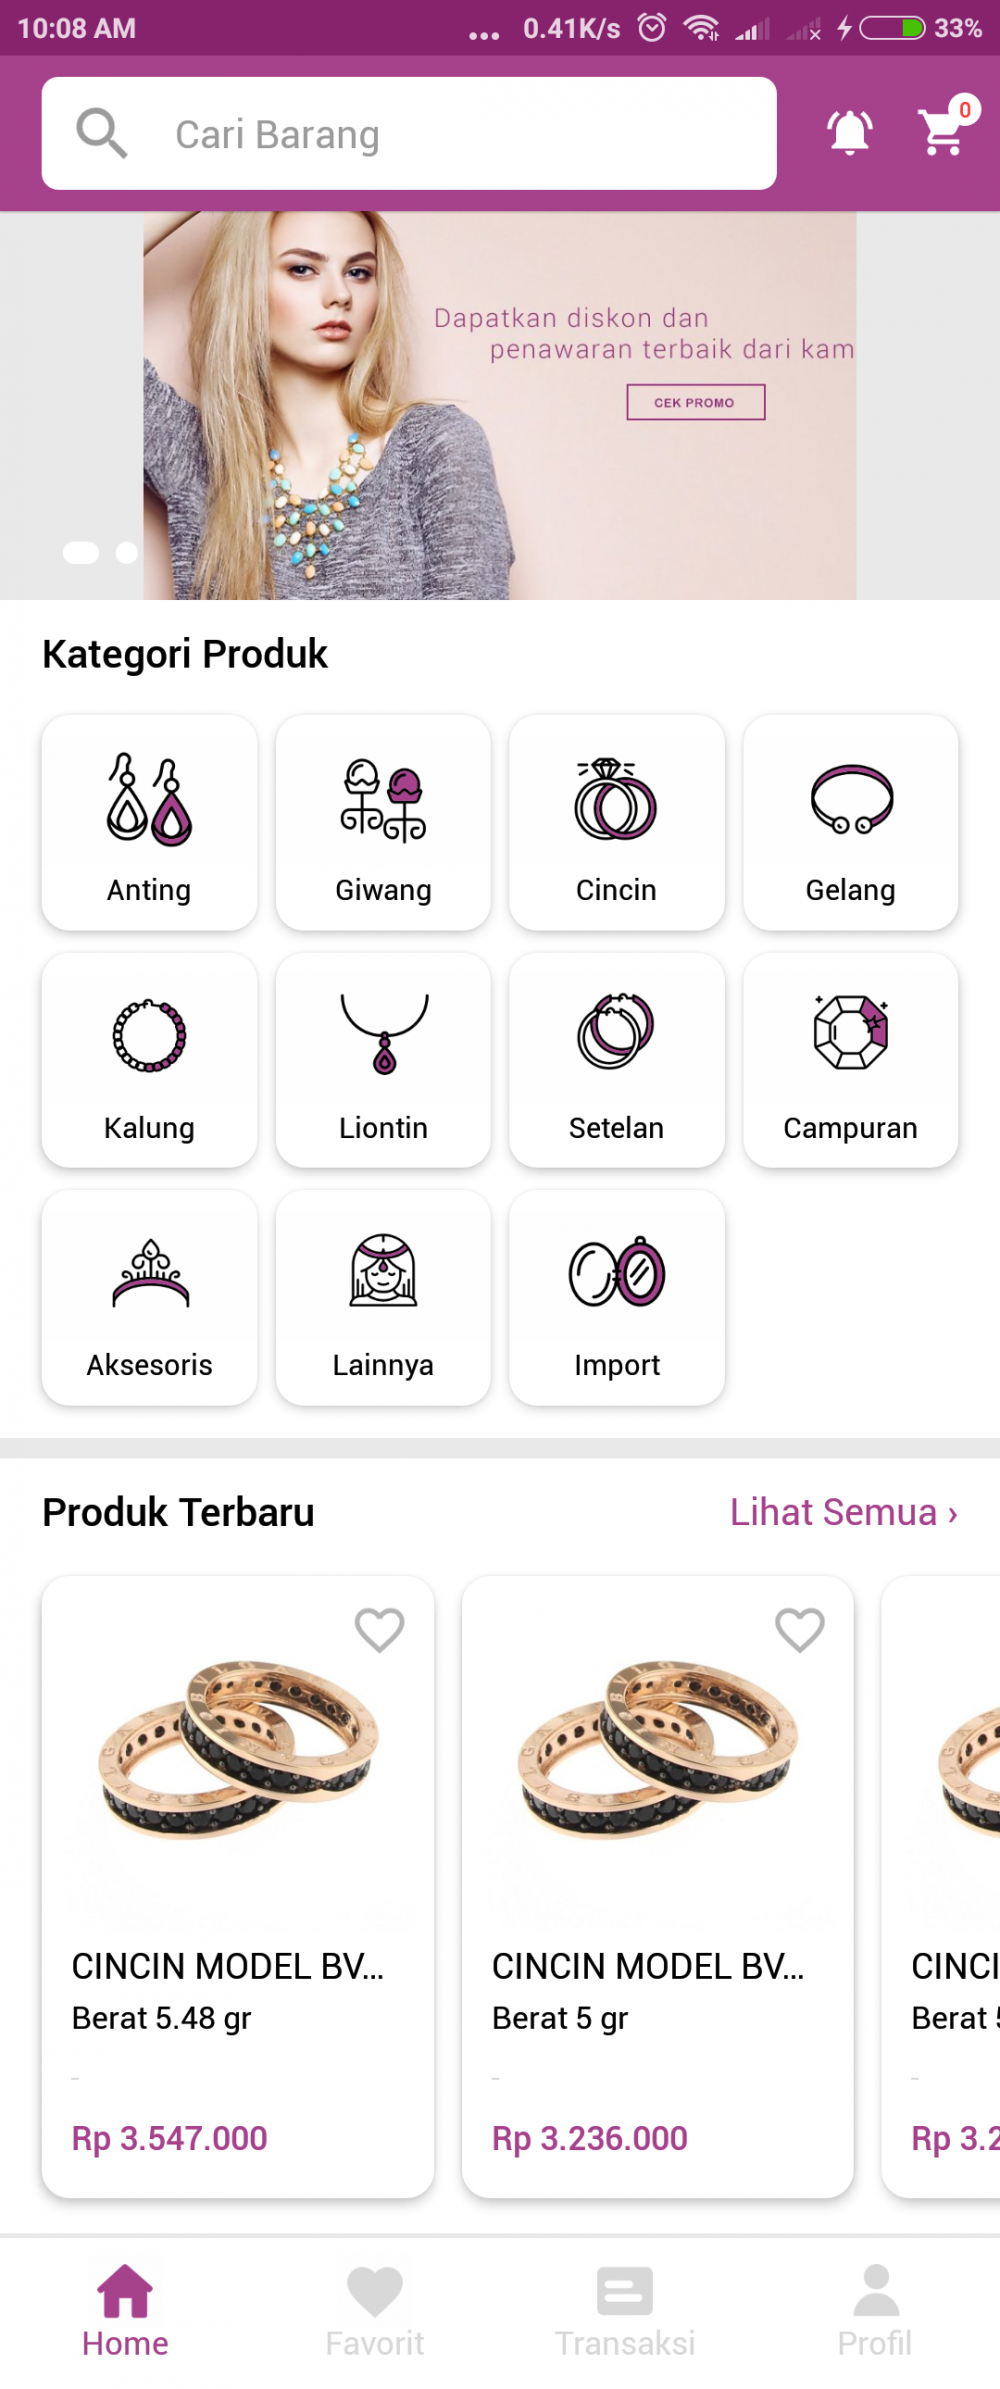 10:08 AM
... 0.41K/s 33%
Cari Barang
0
Dapatkan diskon dan
penawaran terbaik dari kam
CEK PROMO
Kategori Produk
Anting Giwang Cincin Gelang
Kalung Liontin Setelan Campuran
Aksesoris Lainnya Import
Produk Terbaru
Lihat Semua ›
CINCIN MODEL BV... CINCIN MODEL BV... CINCI
Berat 5.48 gr Berat 5 gr Berat 5
- - -
Rp 3.547.000 Rp 3.236.000 Rp 3.2
Home Favorit Transaksi Profil